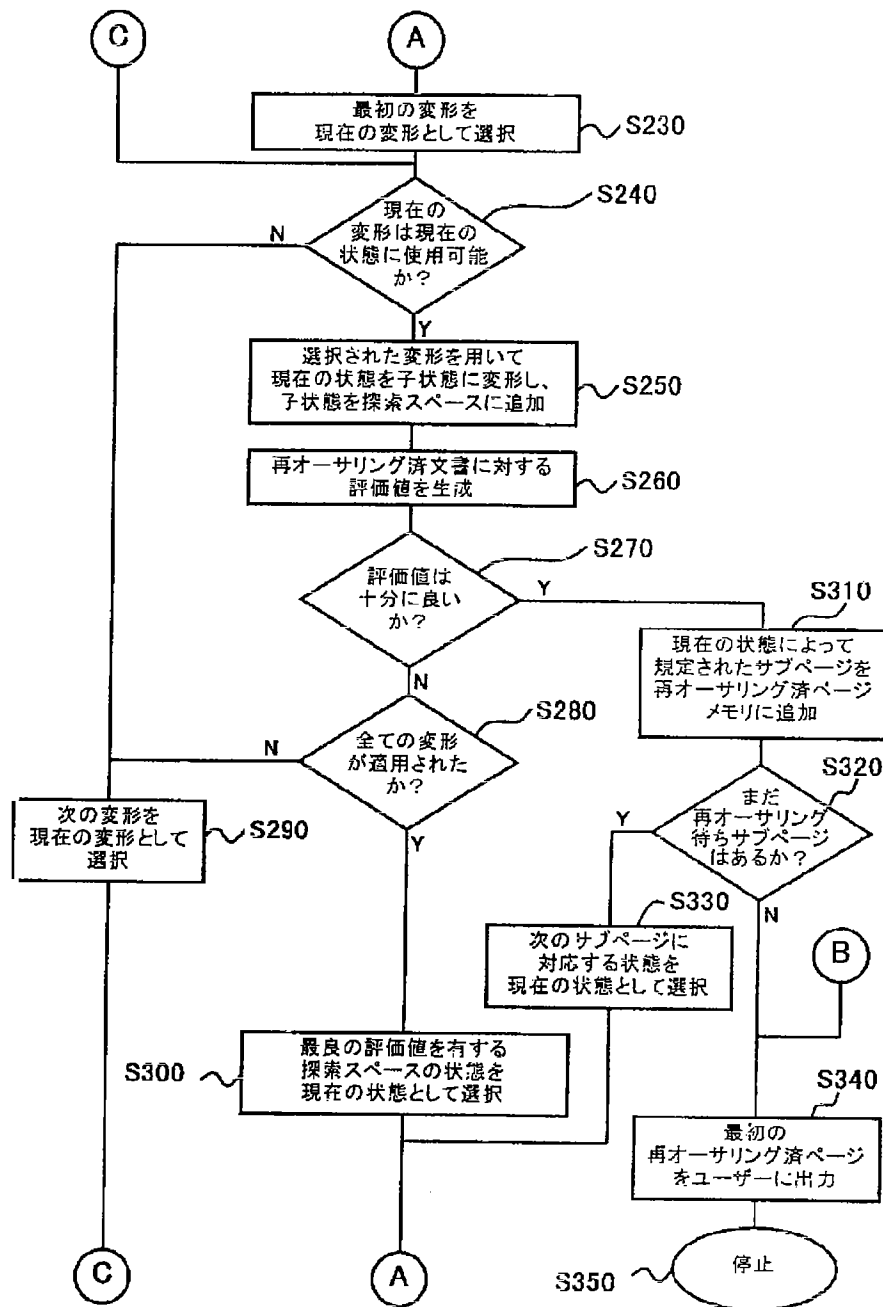 C
A
最初の変形を
現在の変形として選択
S230
現在の
変形は現在の
状態に使用可能
か？
S240
N
Y
選択された変形を用いて
現在の状態を子状態に変形し、
子状態を探索スペースに追加
S250
再オーサリング済文書に対する
評価値を生成
S260
評価値は
十分に良い
か？
S270
Y
N
現在の状態によって
規定されたサブページを
再オーサリング済ページ
メモリに追加
S310
全ての変形
が適用された
か？
S280
N
Y
まだ
再オーサリング
待ちサブページ
はあるか？
S320
Y
N
次の変形を
現在の変形として
選択
S290
次のサブページに
対応する状態を
現在の状態として選択
S330
B
最良の評価値を有する
探索スペースの状態を
現在の状態として選択
S300
最初の
再オーサリング済ページ
をユーザーに出力
S340
停止
S350
C
A